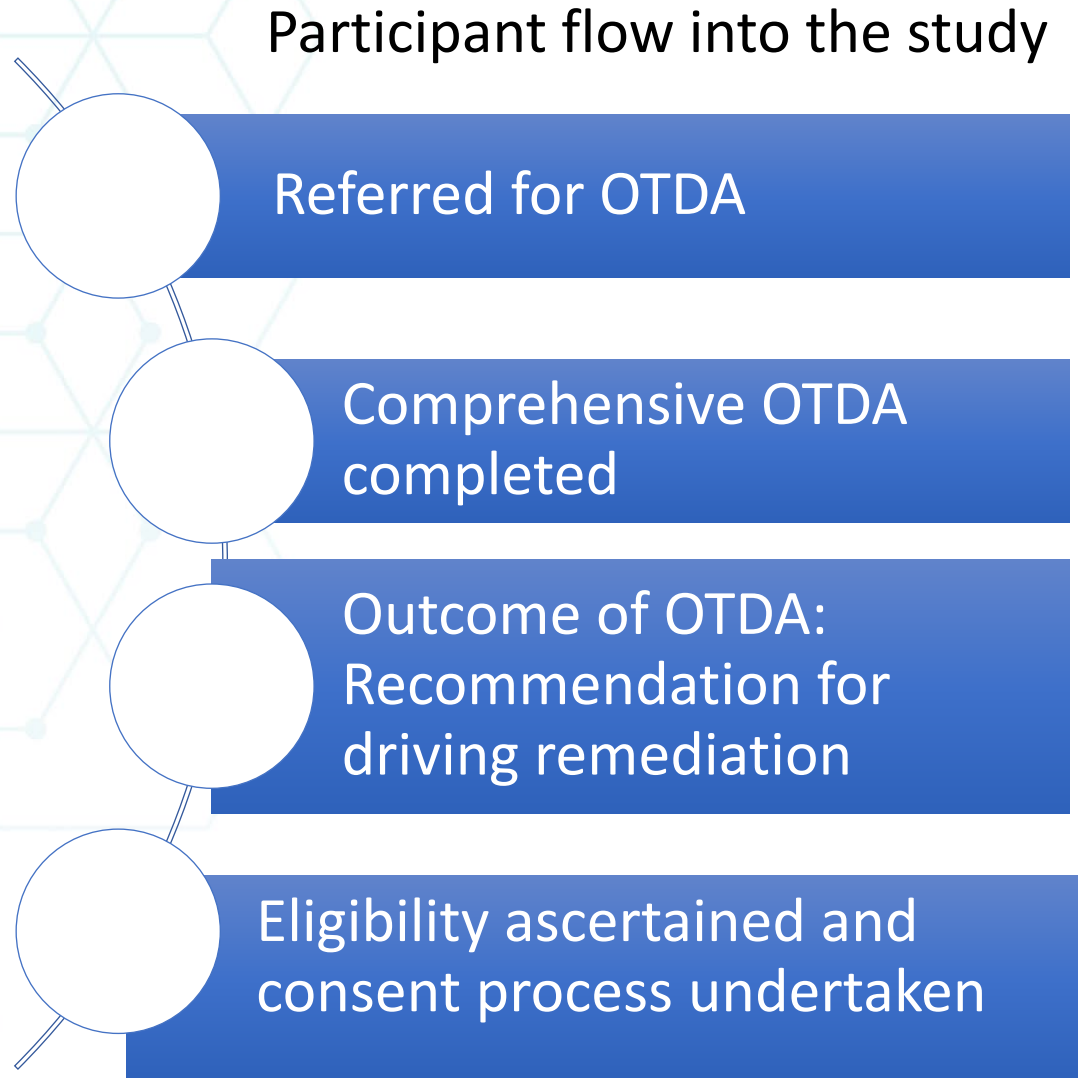 Participant flow into the study
Referred for OTDA
Comprehensive OTDA
completed
Outcome of OTDA:
Recommendation for
driving remediation
Eligibility ascertained and
consent process undertaken